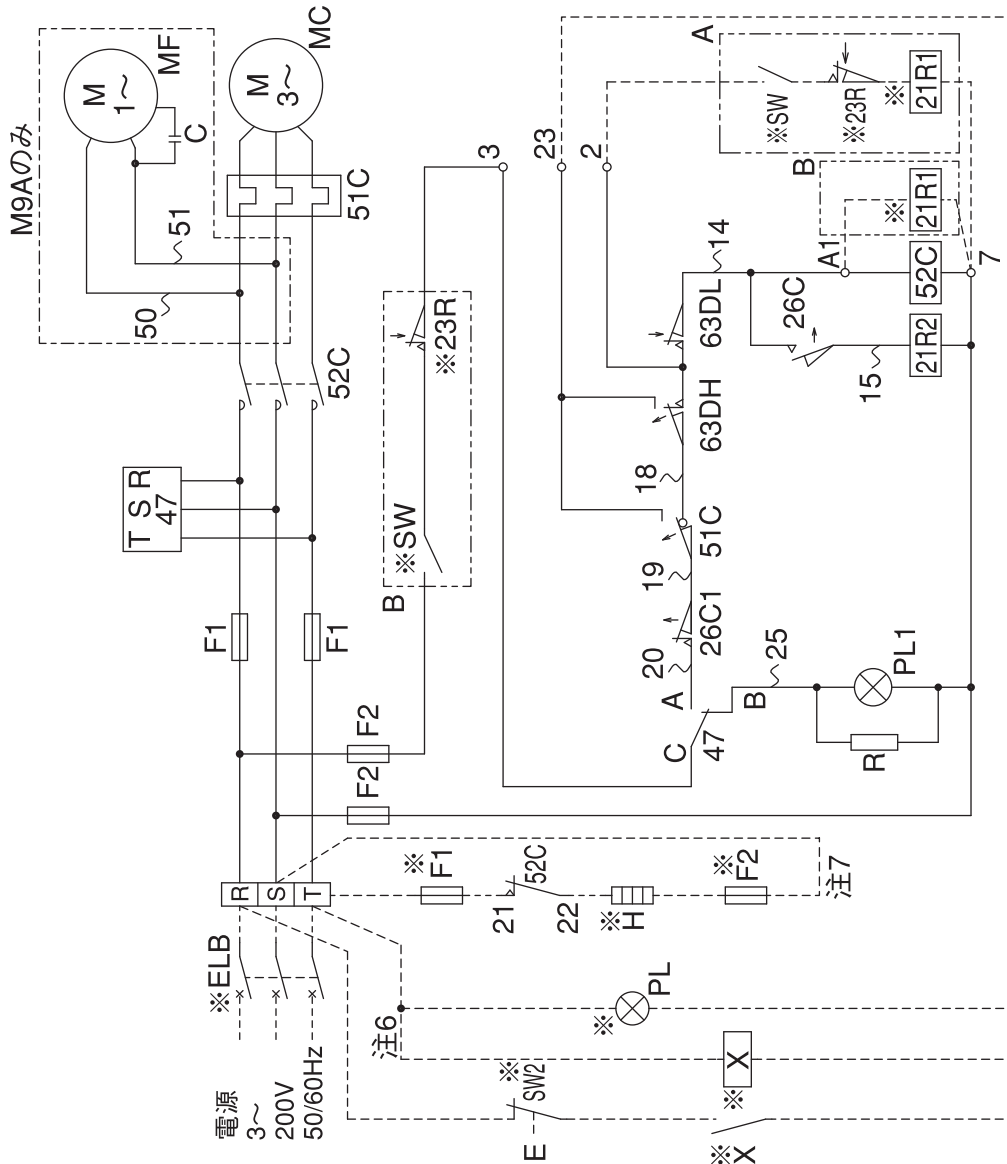 M9Aのみ
M
1～
MF
C
M
3～
MC
51C
51
50
52C
T S R
47
F1
F1
F2
F2
R
S
T
※ELB
電源
3～
200V
50/60Hz
3
23
2
※23R
※SW
B
A
※SW
※23R
※
21R1
B
※
21R1
A1
52C
7
14
26C
21R2
15
63DL
63DH
18
51C
19
26C1
20
A
B
C
47
25
PL1
R
※F1
52C
21
22
※H
※F2
注7
注6
※
PL
※
SW2
E
X
※
※X